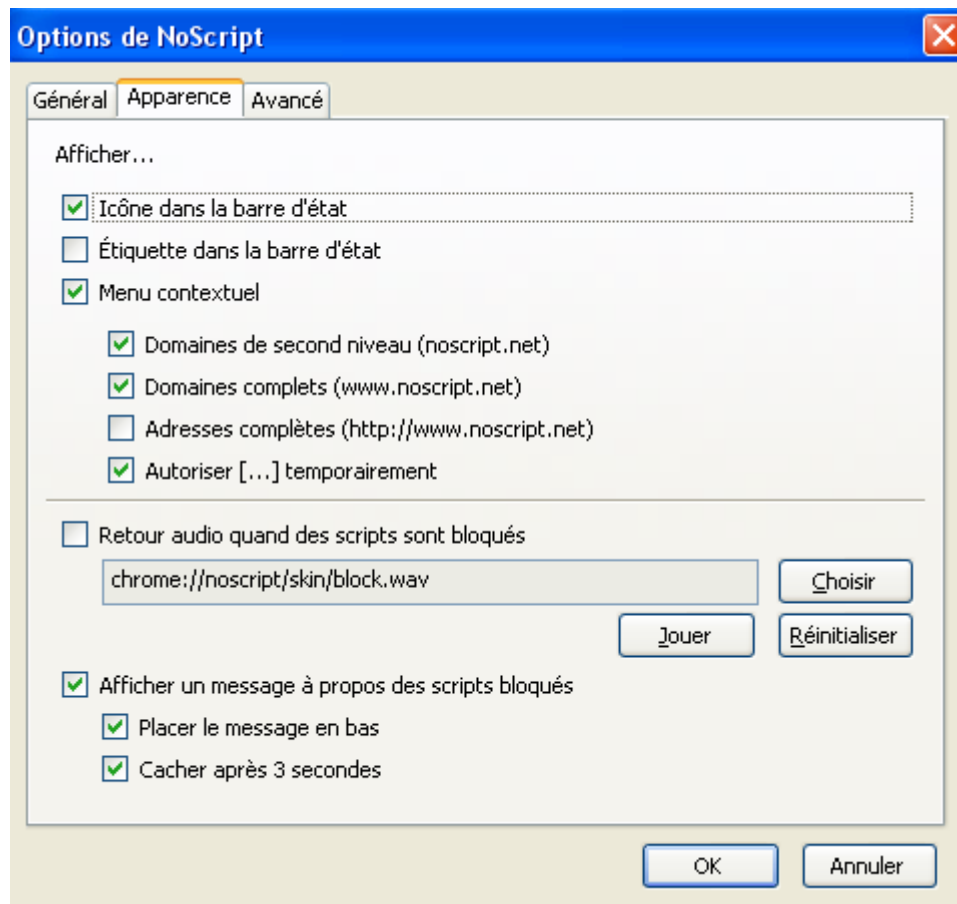 Options de NoScript
Général Apparence Avancé
Afficher...
Icône dans la barre d'état
Étiquette dans la barre d'état
Menu contextuel
Domaines de second niveau (noscript.net)
Domaines complets (www.noscript.net)
Adresses complètes (http://www.noscript.net)
Autoriser [...] temporairement
Retour audio quand des scripts sont bloqués
chrome://noscript/skin/block.wav Choisir
Jouer Réinitialiser
Afficher un message à propos des scripts bloqués
Placer le message en bas
Cacher après 3 secondes
OK Annuler